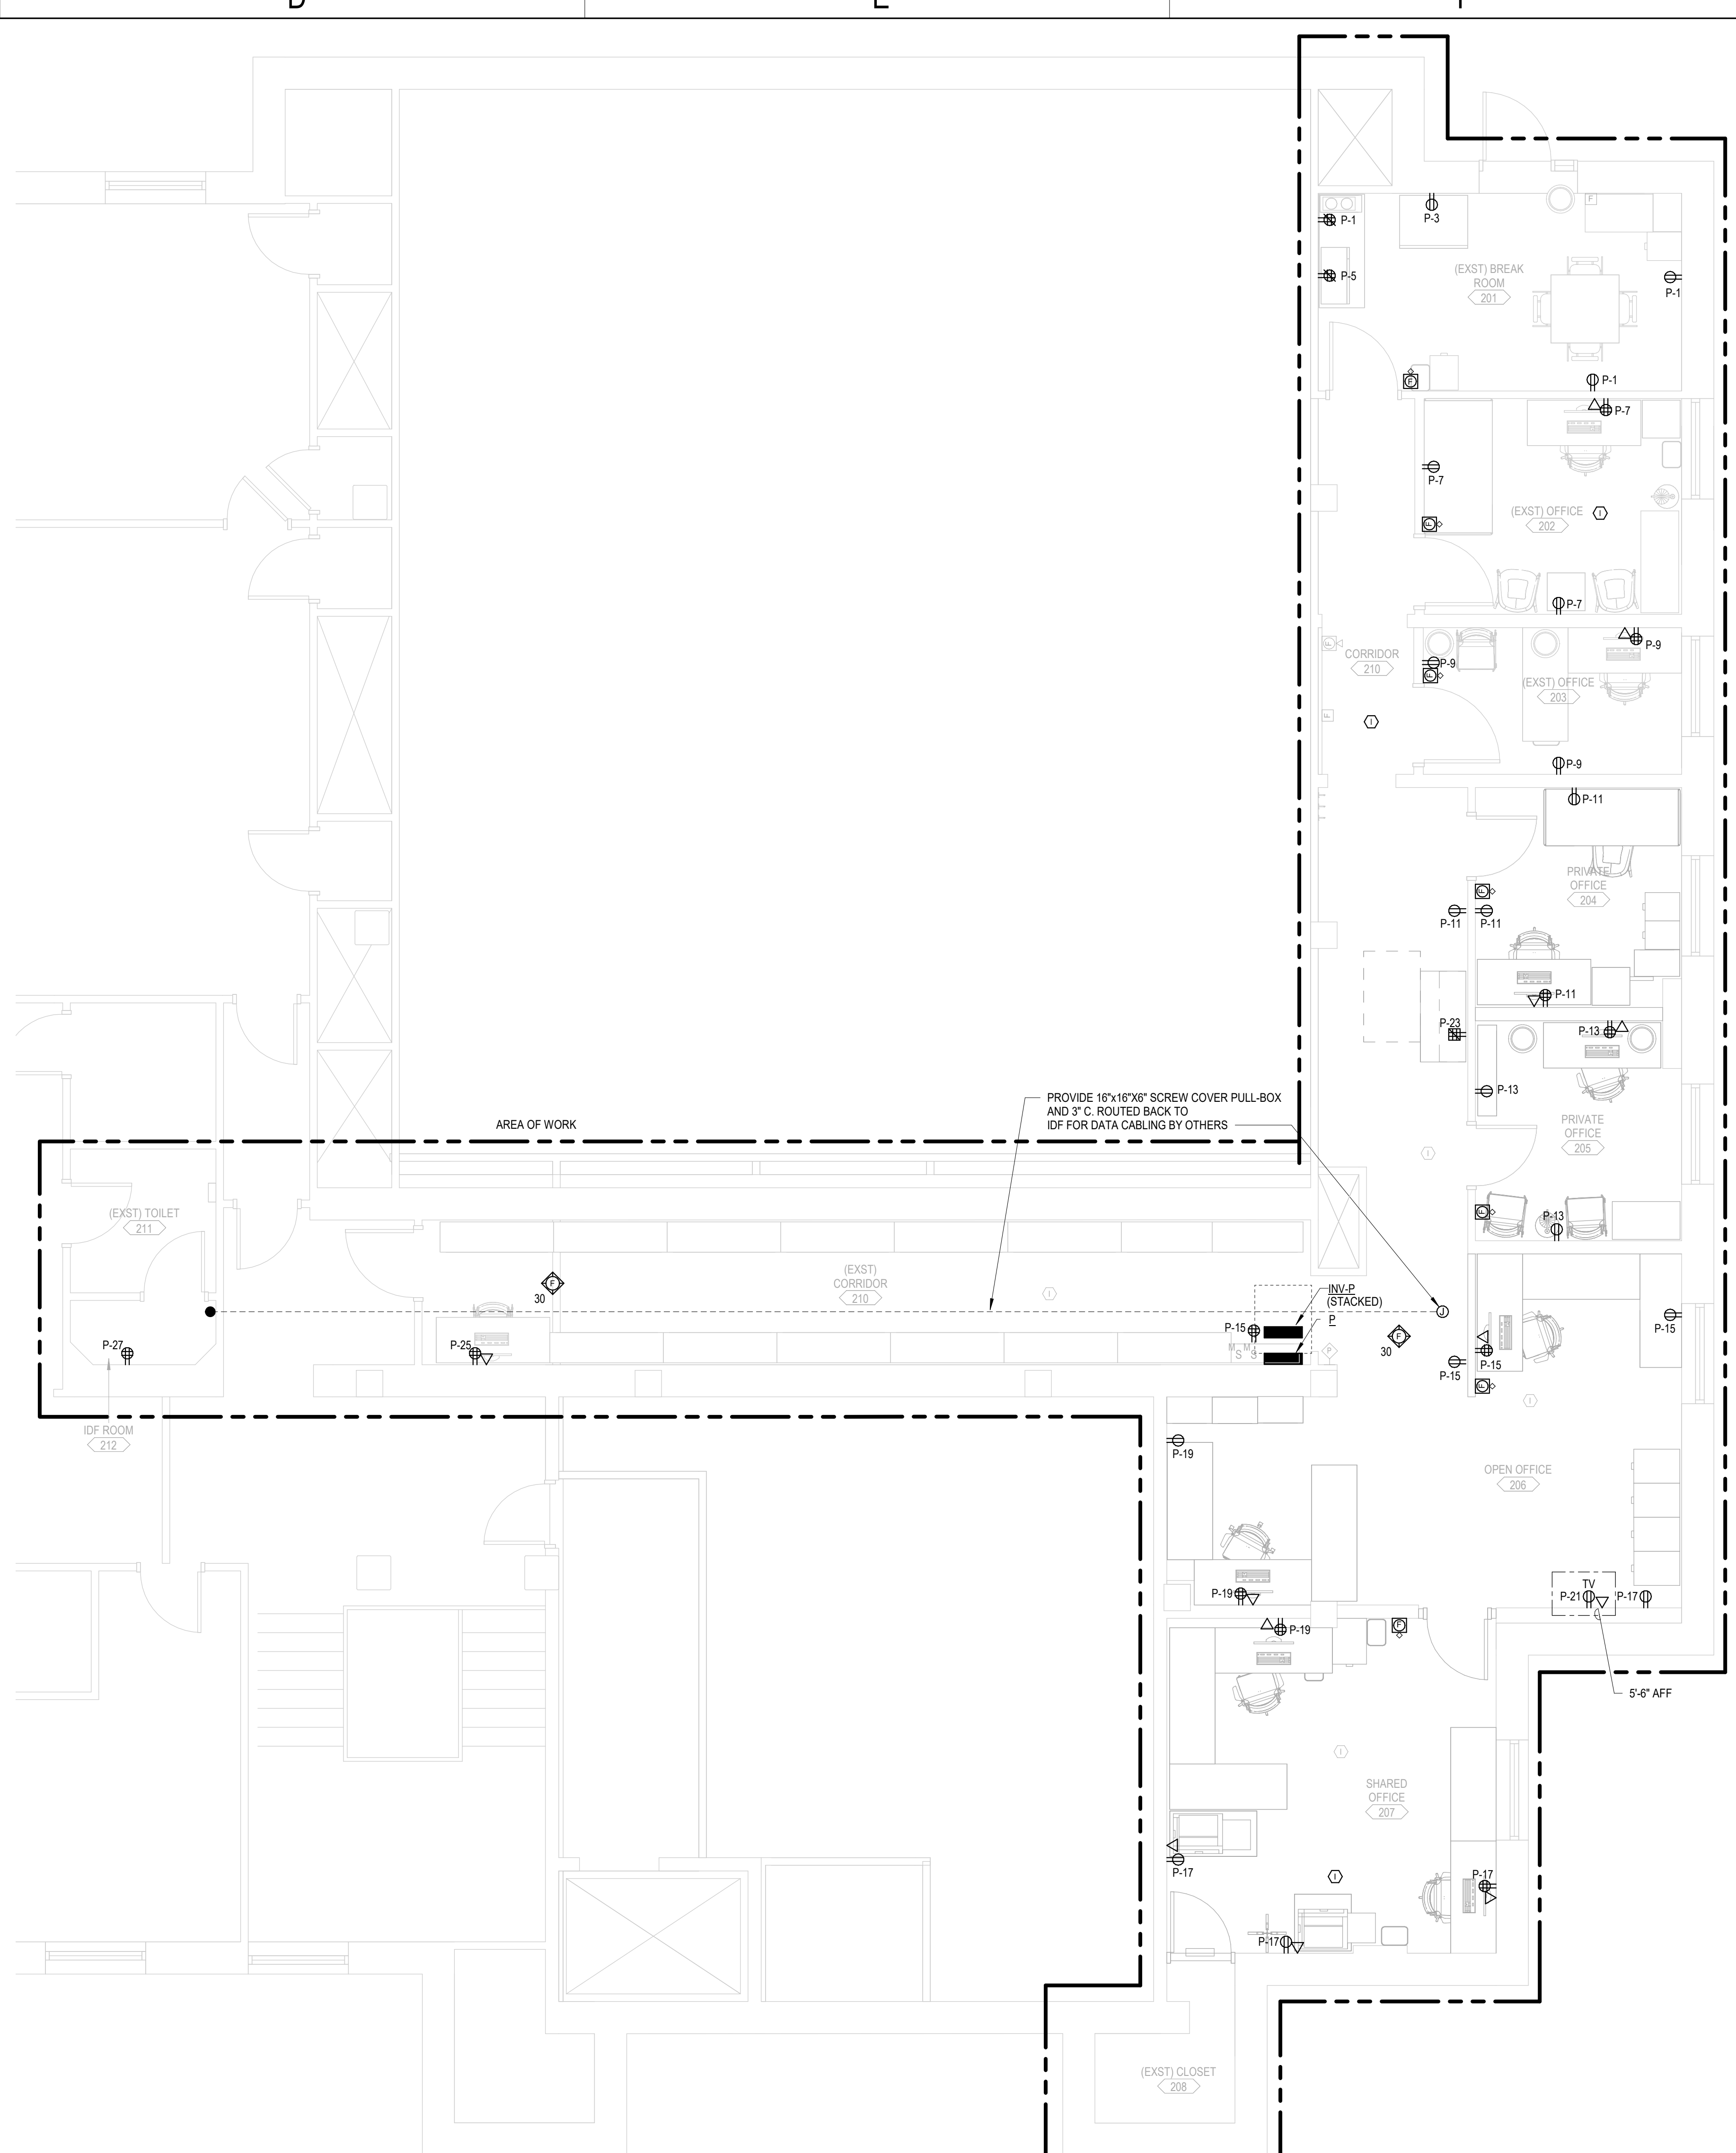 D
E
F
P-1
P-3
F
P-5
(EXST) BREAK
ROOM
201
P-1
F
P-1
P-7
P-7
(EXST) OFFICE
202
I
F
P-7
P-9
F
CORRIDOR
210
P-9
F
(EXST) OFFICE
203
F
I
P-9
P-11
PRIVATE
OFFICE
204
F
P-11
P-11
P-11
P-23
P-13
P-13
PROVIDE 16"x16"X6" SCREW COVER PULL-BOX
AND 3" C. ROUTED BACK TO
IDF FOR DATA CABLING BY OTHERS
AREA OF WORK
PRIVATE
OFFICE
205
I
(EXST) TOILET
211
F
P-13
(EXST)
CORRIDOR
210
F
30
I
INV-P
(STACKED)
P
J
P-15
P-15
F
30
P-27
P-25
M M
S S
P
P-15
P-15
F
I
IDF ROOM
212
P-19
OPEN OFFICE
206
TV
P-21
P-17
P-19
P-19
F
5'-6" AFF
I
SHARED
OFFICE
207
P-17
I
P-17
P-17
(EXST) CLOSET
208